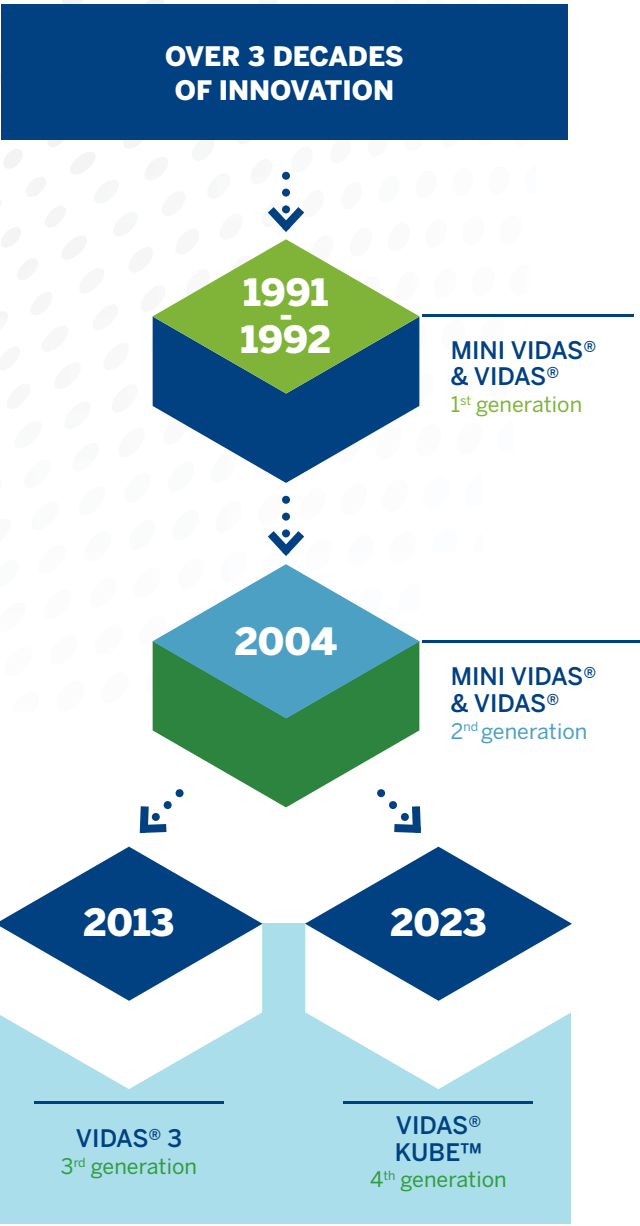 OVER 3 DECADES
OF INNOVATION
1991
-
1992
MINI VIDAS®
& VIDAS®
1st generation
2004
MINI VIDAS®
& VIDAS®
2nd generation
2013
2023
VIDAS® 3
3rd generation
VIDAS®
KUBE™
4th generation